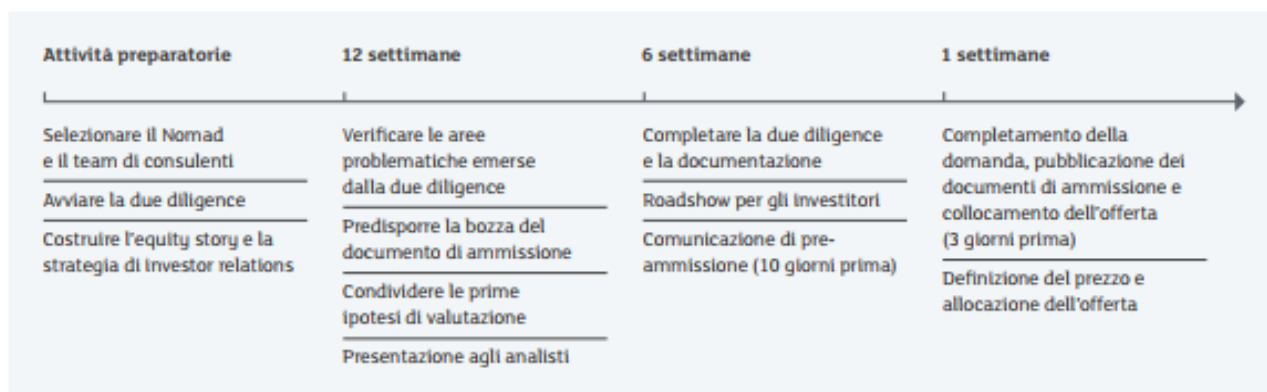 Attività preparatorie
Selezionare il Nomad
e il team di consulenti
Avviare la due diligence
Costruire l'equity story e la
strategia di investor relations
12 settimane
Verificare le aree
problematiche emerse
dalla due diligence
Predisporre la bozza del
documento di ammissione
Condividere le prime
ipotesi di valutazione
Presentazione agli analisti
6 settimane
Completare la due diligence
e la documentazione
Roadshow per gli investitori
Comunicazione di pre-
ammissione (10 giorni prima)
1 settimane
Completamento della
domanda, pubblicazione dei
documenti di ammissione e
collocamento dell'offerta
(3 giorni prima)
Definizione del prezzo e
allocazione dell'offerta